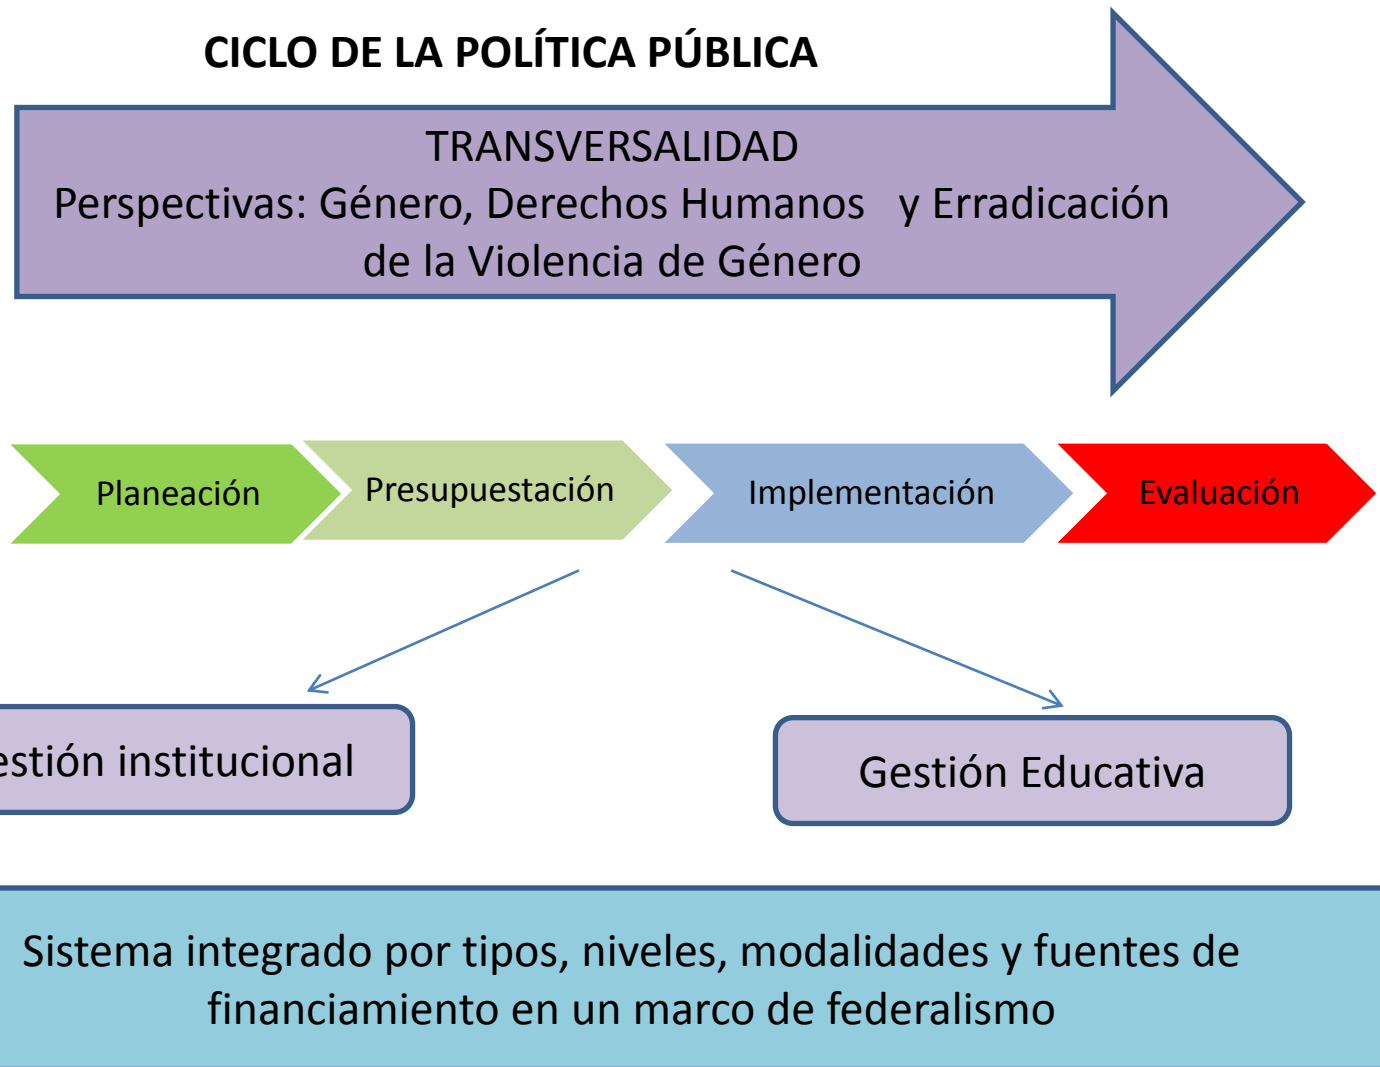 CICLO DE LA POLÍTICA PÚBLICA
TRANSVERSALIDAD
Perspectivas: Género, Derechos Humanos y Erradicación
de la Violencia de Género
Planeación
Presupuestación
Implementación
Evaluación
estión institucional
Gestión Educativa
Sistema integrado por tipos, niveles, modalidades y fuentes de
financiamiento en un marco de federalismo